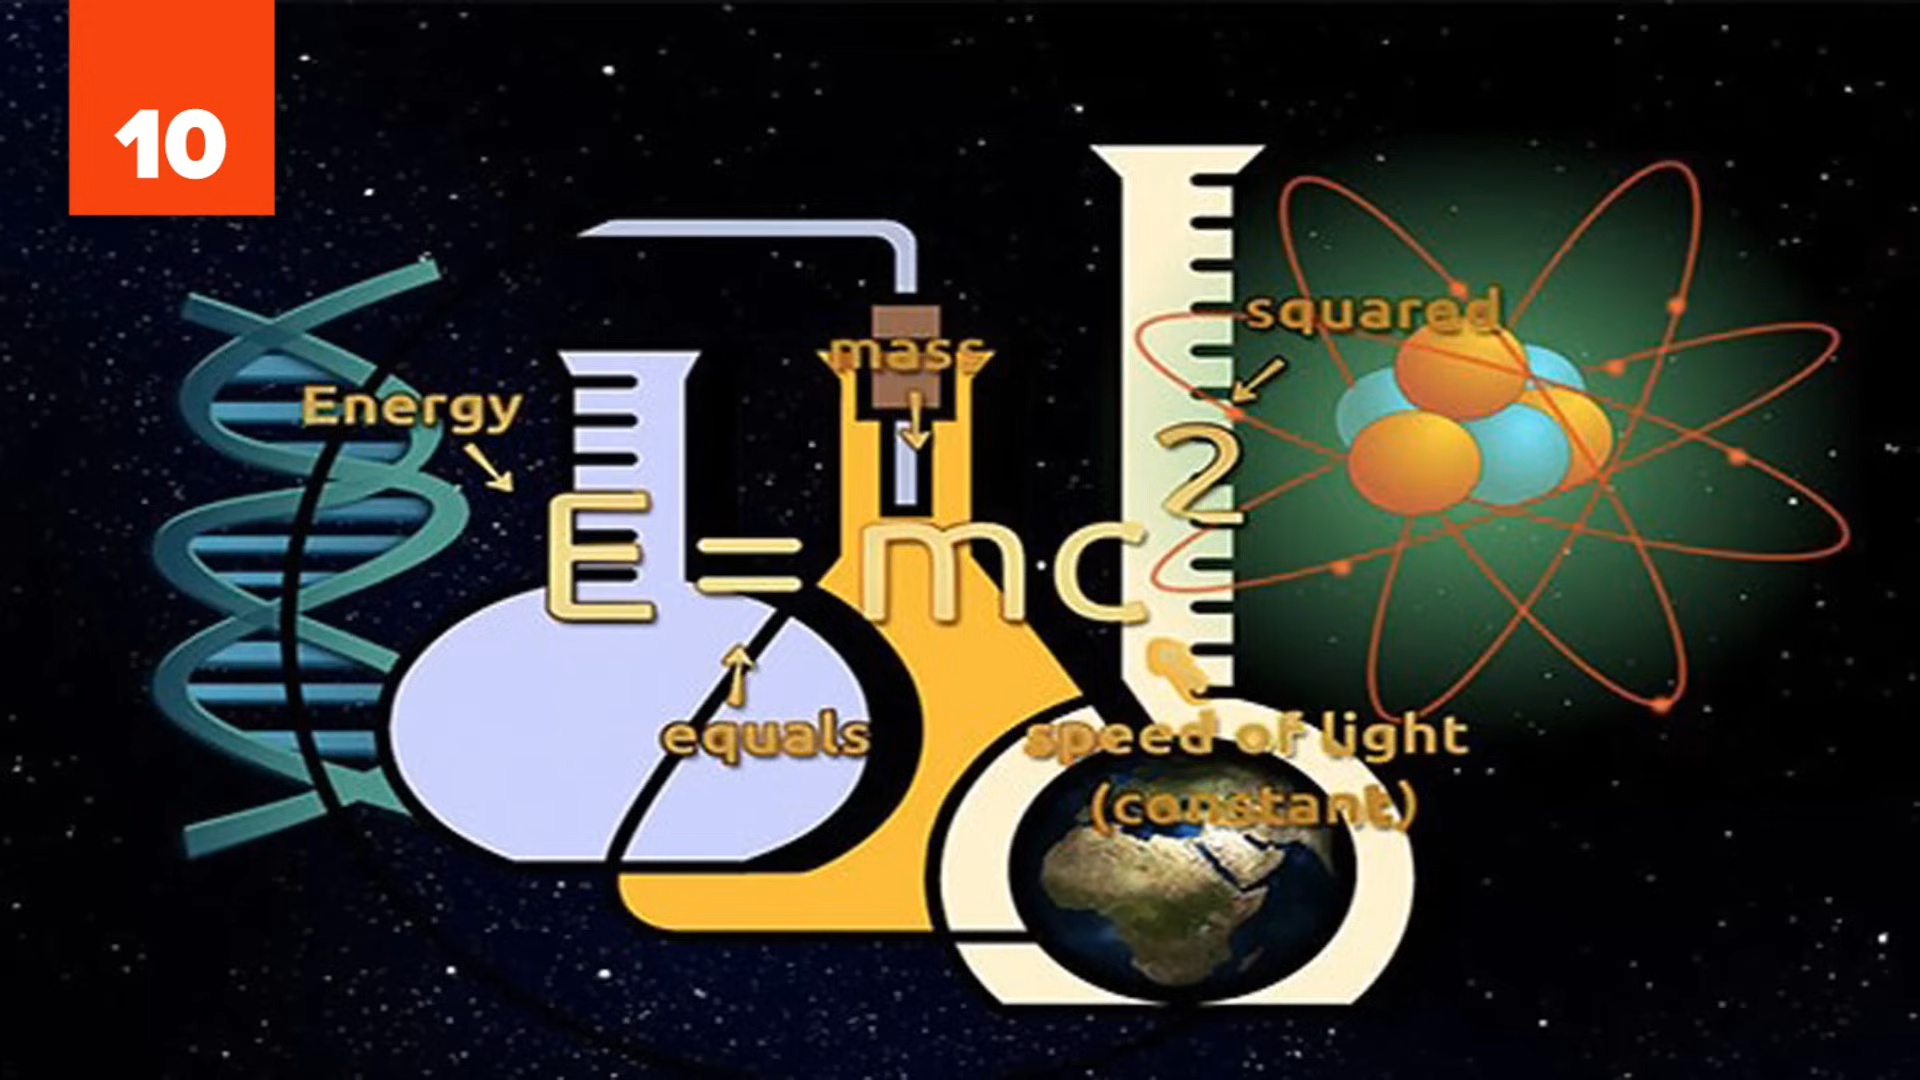 10
squared
mass
Energy
E=mc²
equals
speed of light
(constant)